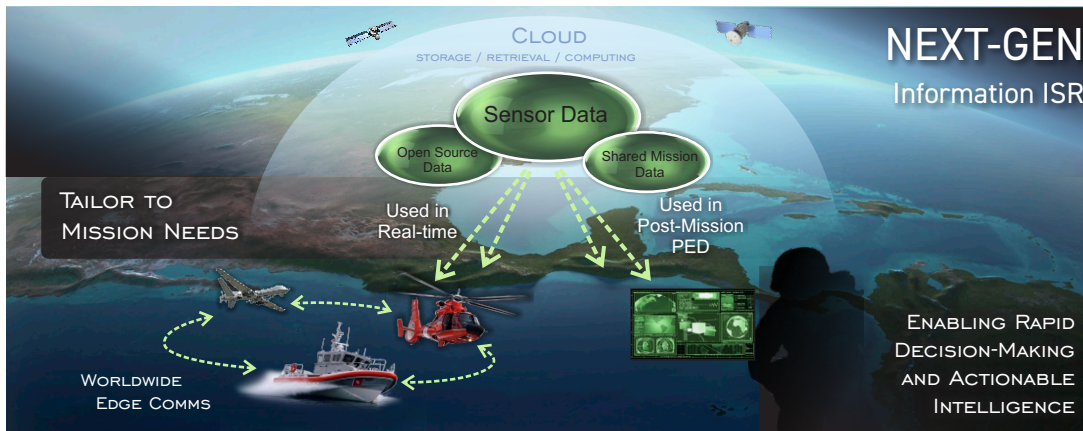 NEXT-GEN
Information ISR
CLOUD
STORAGE / RETRIEVAL / COMPUTING
Sensor Data
Open Source
Data
Shared Mission
Data
TAILOR TO
MISSION NEEDS
Used in
Real-time
Used in
Post-Mission
PED
WORLDWIDE
EDGE COMMS
ENABLING RAPID
DECISION-MAKING
AND ACTIONABLE
INTELLIGENCE